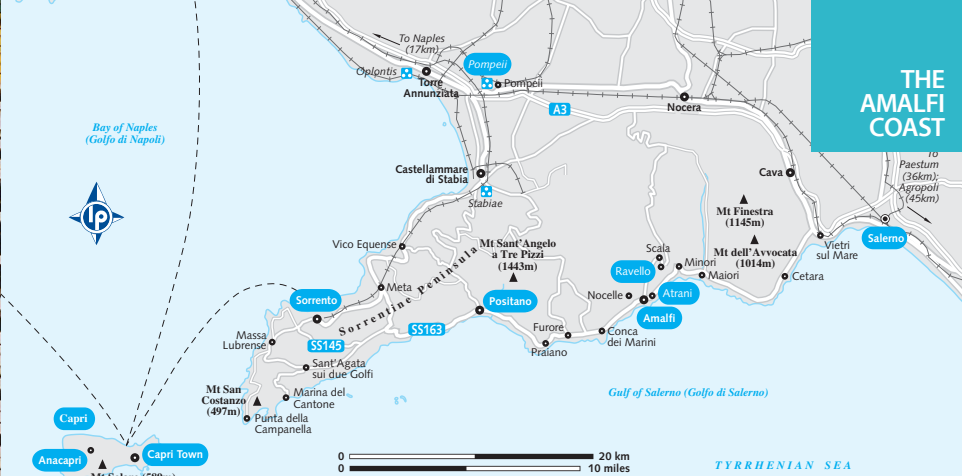 THE
AMALFI
COAST
To Naples
(17km)
Oplontis
Torre
Annunziata
Pompeii
Pompeii
A3
Nocera
Bay of Naples
(Golfo di Napoli)
lp
Castellammare
di Stabia
Stabiae
Cava
To
Paestum
(36km);
Agropoli
(45km)
Mt Finestra
(1145m)
Mt dell'Avvocata
(1014m)
Salerno
Vietri
sul Mare
Cetara
Vico Equense
Mt Sant'Angelo
a Tre Pizzi
(1443m)
Scala
Ravello
Minori
Maiori
Meta
Sorrentine Peninsula
Nocelle
Atrani
Amalfi
Sorrento
Positano
SS163
Furore
Conca
dei Marini
Praiano
Massa
Lubrense
SS145
Sant'Agata
sui due Golfi
Mt San
Costanzo
(497m)
Marina del
Cantone
Punta della
Campanella
Gulf of Salerno (Golfo di Salerno)
Capri
Anacapri
Capri Town
0 20 km
0 10 miles
TYRRHENIAN SEA